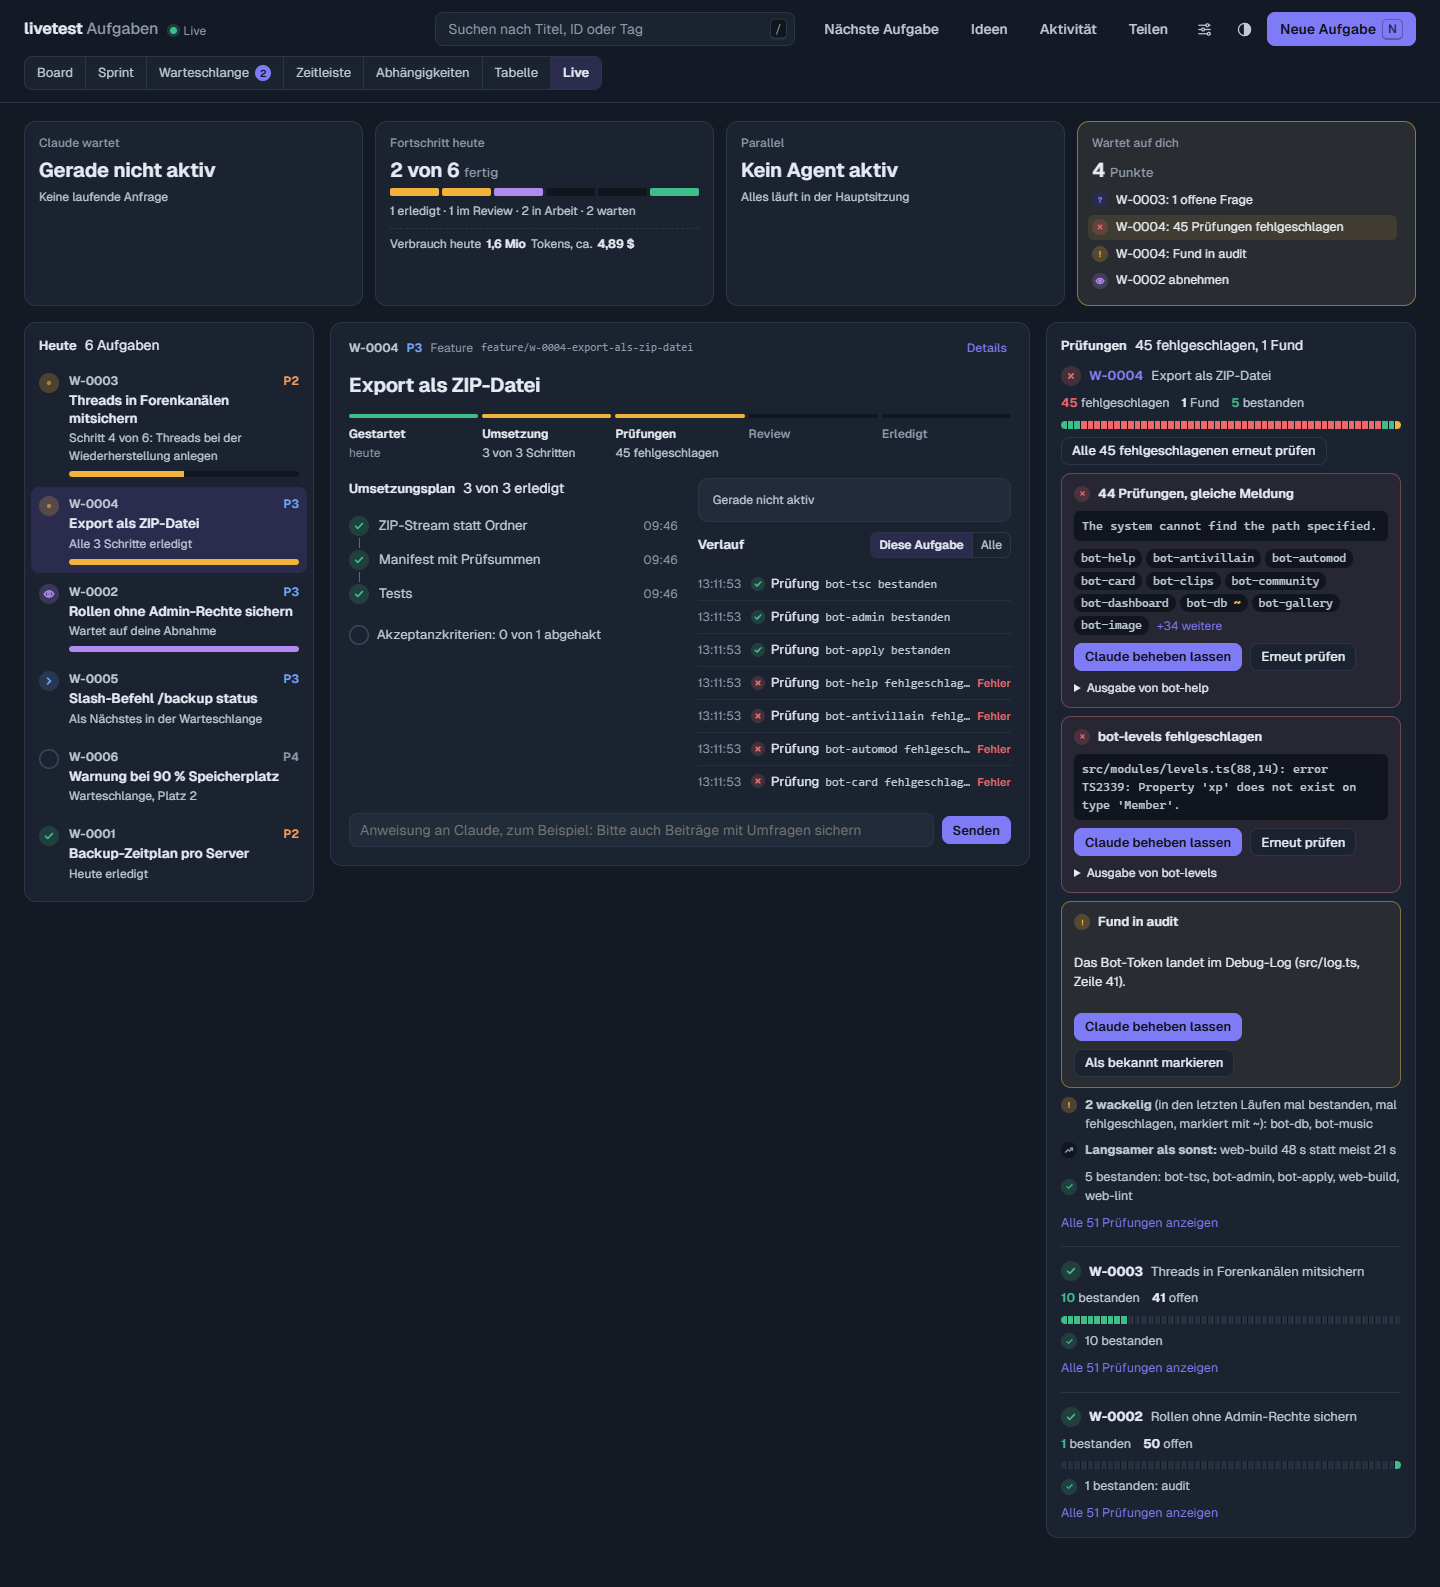 livetest Aufgaben Live
Suchen nach Titel, ID oder Tag /
Nächste Aufgabe Ideen Aktivität Teilen
Neue Aufgabe N
Board Sprint Warteschlange 2 Zeitleiste Abhängigkeiten Tabelle Live
Claude wartet
Gerade nicht aktiv
Keine laufende Anfrage
Fortschritt heute
2 von 6 fertig
1 erledigt · 1 im Review · 2 in Arbeit · 2 warten
Verbrauch heute 1,6 Mio Tokens, ca. 4,89 $
Parallel
Kein Agent aktiv
Alles läuft in der Hauptsitzung
Wartet auf dich
4 Punkte
? W-0003: 1 offene Frage
W-0004: 45 Prüfungen fehlgeschlagen
! W-0004: Fund in audit
W-0002 abnehmen
Heute 6 Aufgaben
W-0003 P2
Threads in Forenkanälen
mitsichern
Schritt 4 von 6: Threads bei der
Wiederherstellung anlegen
W-0004 P3
Export als ZIP-Datei
Alle 3 Schritte erledigt
W-0002 P3
Rollen ohne Admin-Rechte sichern
Wartet auf deine Abnahme
W-0005 P3
Slash-Befehl /backup status
Als Nächstes in der Warteschlange
W-0006 P4
Warnung bei 90 % Speicherplatz
Warteschlange, Platz 2
W-0001 P2
Backup-Zeitplan pro Server
Heute erledigt
W-0004 P3 Feature feature/w-0004-export-als-zip-datei Details
Export als ZIP-Datei
Gestartet Umsetzung Prüfungen Review Erledigt
heute 3 von 3 Schritten 45 fehlgeschlagen
Umsetzungsplan 3 von 3 erledigt
ZIP-Stream statt Ordner 09:46
Manifest mit Prüfsummen 09:46
Tests 09:46
Akzeptanzkriterien: 0 von 1 abgehakt
Gerade nicht aktiv
Verlauf Diese Aufgabe Alle
13:11:53 Prüfung bot-tsc bestanden
13:11:53 Prüfung bot-admin bestanden
13:11:53 Prüfung bot-apply bestanden
13:11:53 Prüfung bot-help fehlgeschlag… Fehler
13:11:53 Prüfung bot-antivillain fehlg… Fehler
13:11:53 Prüfung bot-automod fehlgesch… Fehler
13:11:53 Prüfung bot-card fehlgeschlag… Fehler
Anweisung an Claude, zum Beispiel: Bitte auch Beiträge mit Umfragen sichern
Senden
Prüfungen 45 fehlgeschlagen, 1 Fund
W-0004 Export als ZIP-Datei
45 fehlgeschlagen 1 Fund 5 bestanden
Alle 45 fehlgeschlagenen erneut prüfen
44 Prüfungen, gleiche Meldung
The system cannot find the path specified.
bot-help bot-antivillain bot-automod
bot-card bot-clips bot-community
bot-dashboard bot-db ~ bot-gallery
bot-image +34 weitere
Claude beheben lassen Erneut prüfen
Ausgabe von bot-help
bot-levels fehlgeschlagen
src/modules/levels.ts(88,14): error
TS2339: Property 'xp' does not exist on
type 'Member'.
Claude beheben lassen Erneut prüfen
Ausgabe von bot-levels
! Fund in audit
Das Bot-Token landet im Debug-Log (src/log.ts,
Zeile 41).
Claude beheben lassen
Als bekannt markieren
! 2 wackelig (in den letzten Läufen mal bestanden, mal
fehlgeschlagen, markiert mit ~): bot-db, bot-music
Langsamer als sonst: web-build 48 s statt meist 21 s
5 bestanden: bot-tsc, bot-admin, bot-apply, web-build,
web-lint
Alle 51 Prüfungen anzeigen
W-0003 Threads in Forenkanälen mitsichern
10 bestanden 41 offen
10 bestanden
Alle 51 Prüfungen anzeigen
W-0002 Rollen ohne Admin-Rechte sichern
1 bestanden 50 offen
1 bestanden: audit
Alle 51 Prüfungen anzeigen